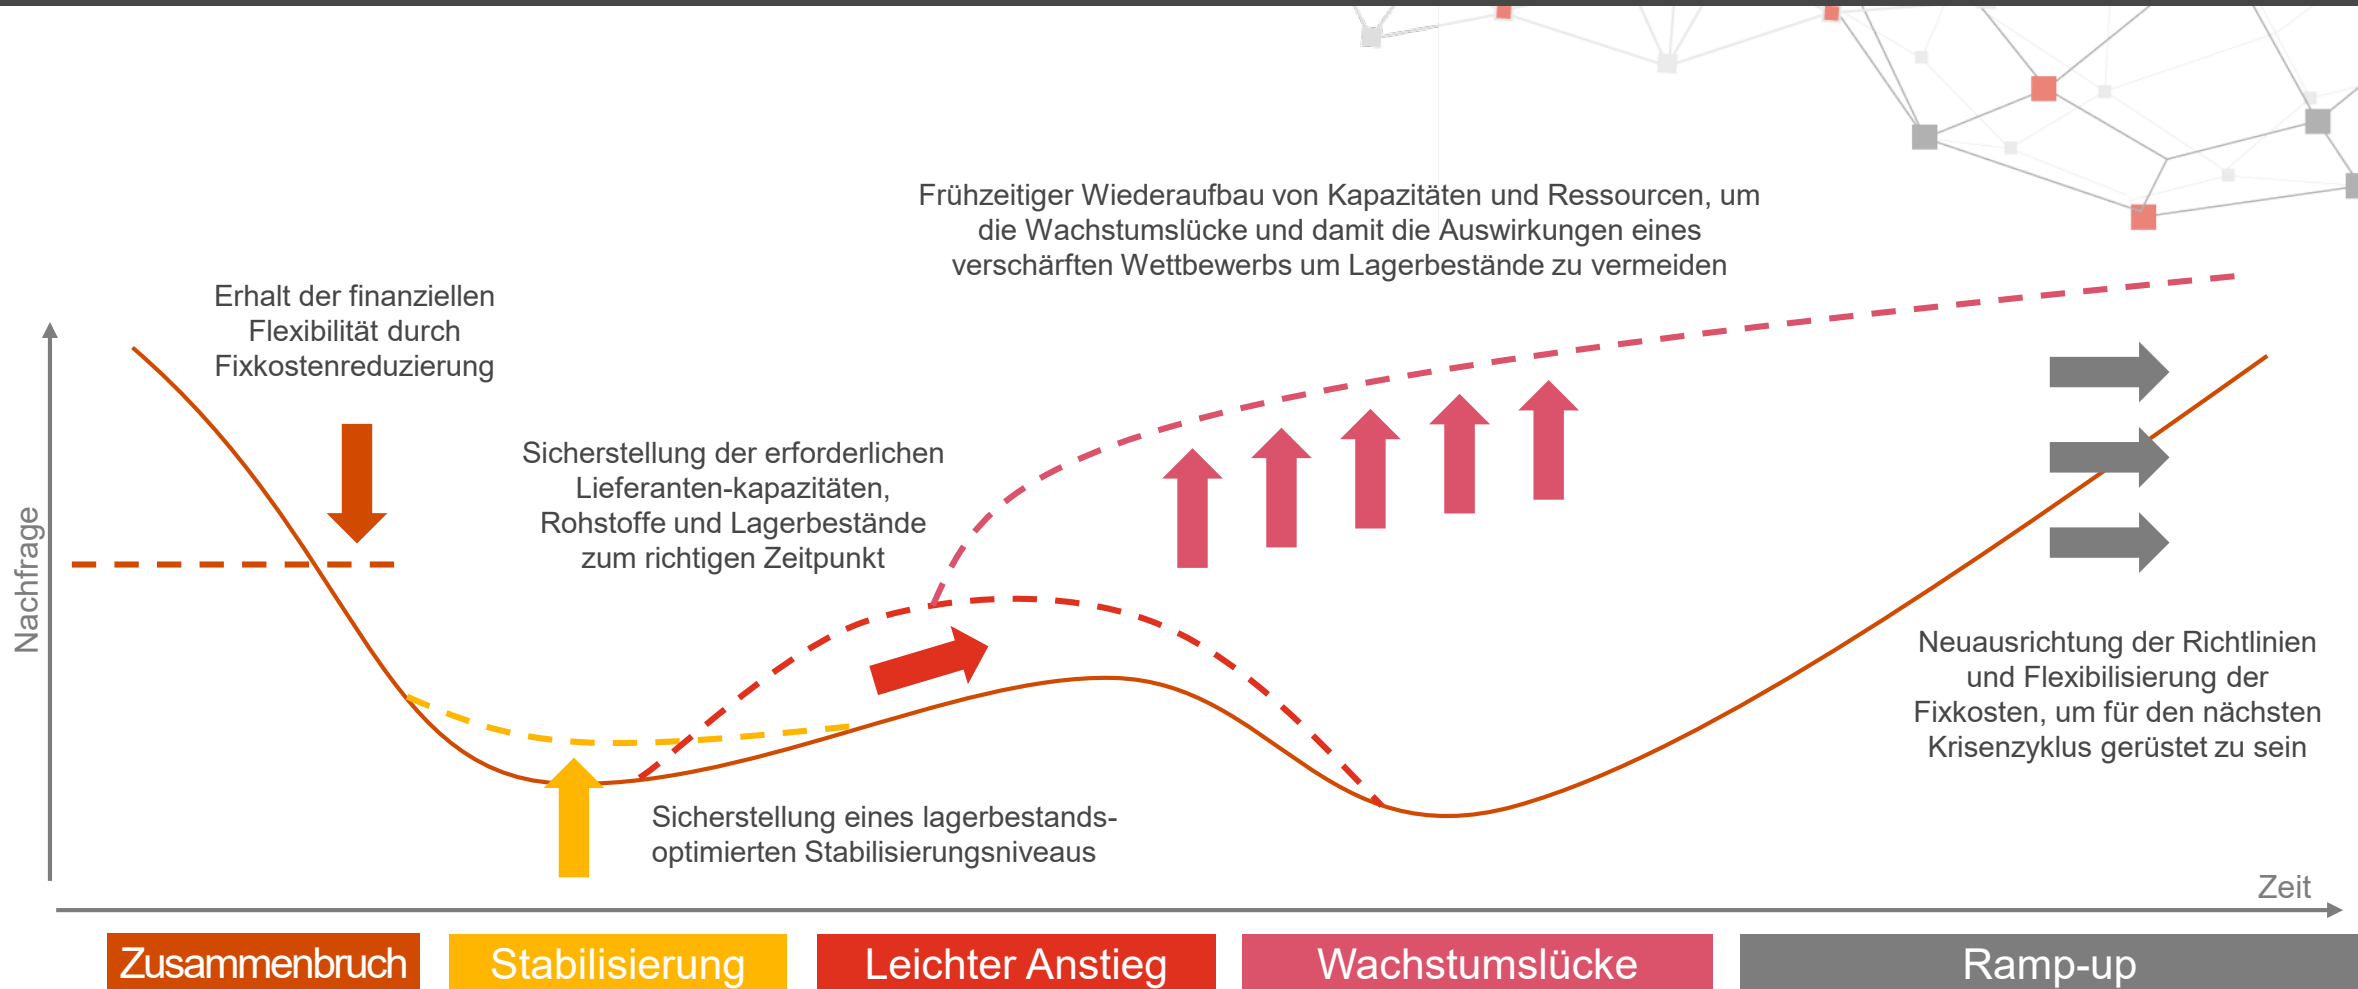 Frühzeitiger Wiederaufbau von Kapazitäten und Ressourcen, um
die Wachstumslücke und damit die Auswirkungen eines
verschärften Wettbewerbs um Lagerbestände zu vermeiden
Erhalt der finanziellen
Flexibilität durch
Fixkostenreduzierung
Sicherstellung der erforderlichen
Lieferanten-kapazitäten,
Rohstoffe und Lagerbestände
zum richtigen Zeitpunkt
Nachfrage
Neuausrichtung der Richtlinien
und Flexibilisierung der
Fixkosten, um für den nächsten
Krisenzyklus gerüstet zu sein
Sicherstellung eines lagerbestands-
optimierten Stabilisierungsniveaus
Zeit
Zusammenbruch
Stabilisierung
Leichter Anstieg
Wachstumslücke
Ramp-up